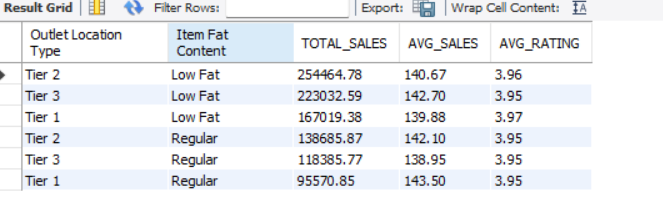 Result Grid Filter Rows: Export: Wrap Cell Content: IA
Outlet Location Type Item Fat Content TOTAL_SALES AVG_SALES AVG_RATING
Tier 2 Low Fat 254464.78 140.67 3.96
Tier 3 Low Fat 223032.59 142.70 3.95
Tier 1 Low Fat 167019.38 139.88 3.97
Tier 2 Regular 138685.87 142.10 3.95
Tier 3 Regular 118385.77 138.95 3.95
Tier 1 Regular 95570.85 143.50 3.95